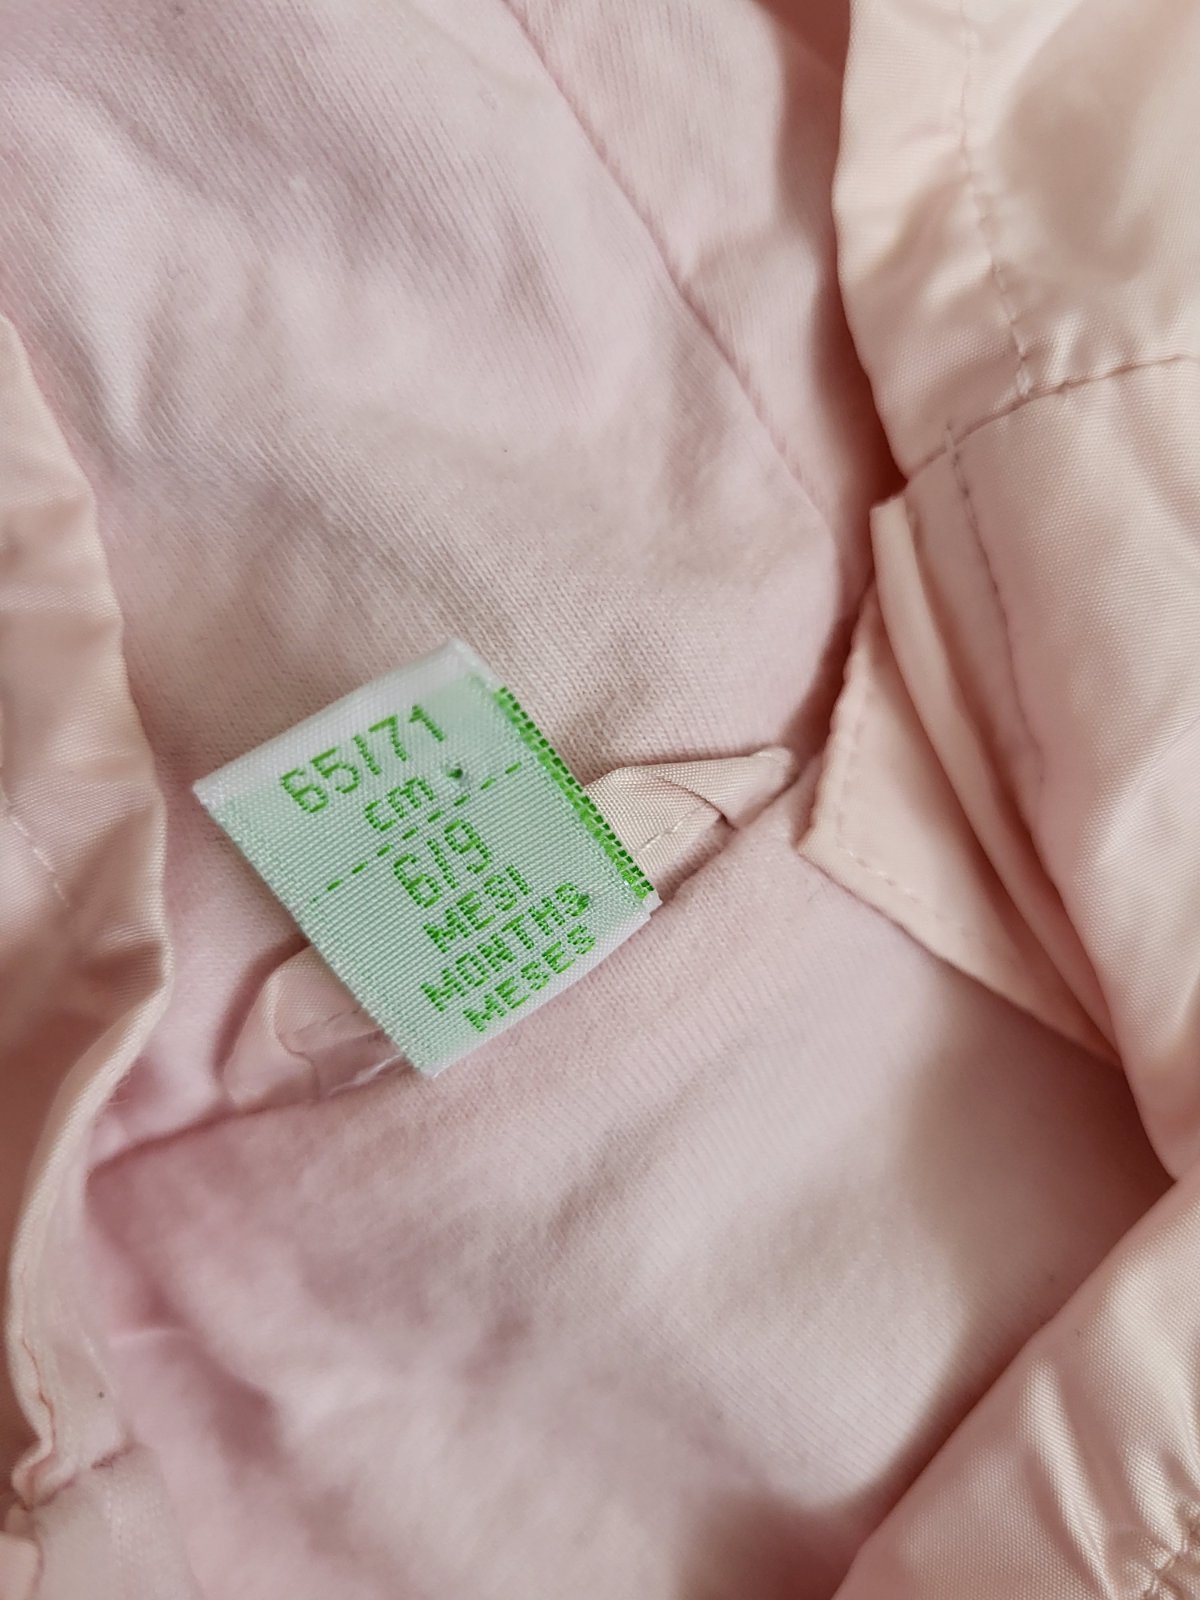 65/71
cm
6/9
MESI
MONTHS
MESES